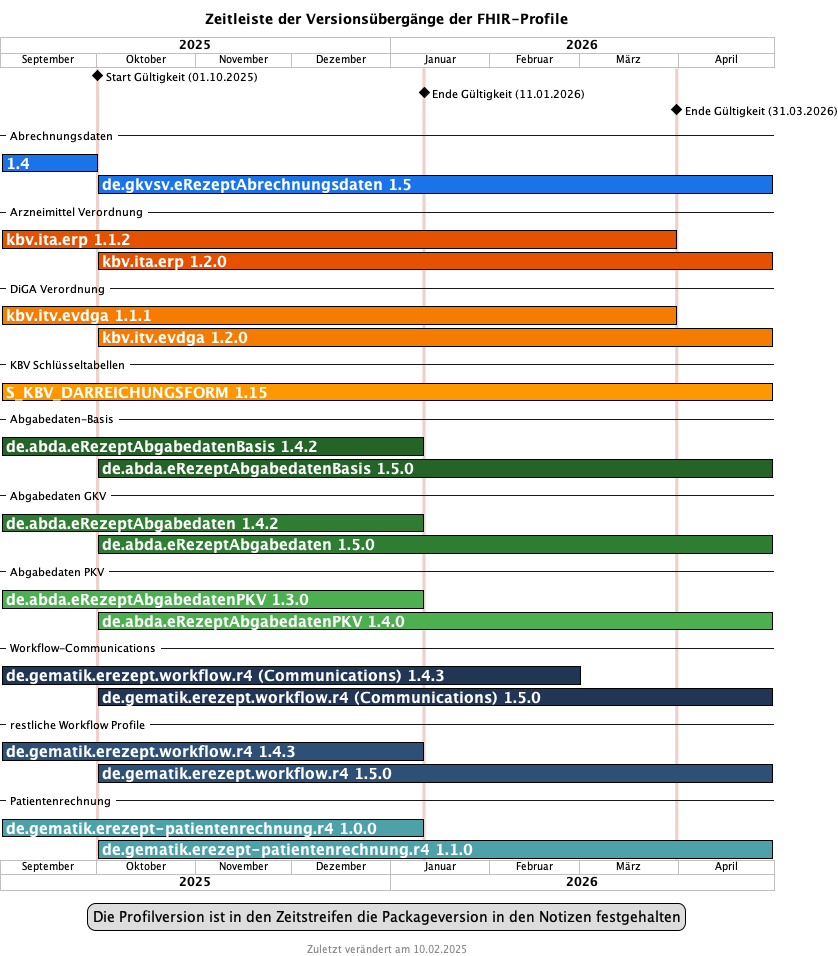 Zeitleiste der Versionsübergänge der FHIR-Profile
2025 2026
September Oktober November Dezember Januar Februar März April
Start Gültigkeit (01.10.2025)
Ende Gültigkeit (11.01.2026)
Ende Gültigkeit (31.03.2026)
Abrechnungsdaten
1.4
de.gkvsv.eRezeptAbrechnungsdaten 1.5
Arzneimittel Verordnung
kbv.ita.erp 1.1.2
kbv.ita.erp 1.2.0
DiGA Verordnung
kbv.itv.evdga 1.1.1
kbv.itv.evdga 1.2.0
KBV Schlüsseltabellen
S_KBV_DARREICHUNGSFORM 1.15
Abgabedaten-Basis
de.abda.eRezeptAbgabedatenBasis 1.4.2
de.abda.eRezeptAbgabedatenBasis 1.5.0
Abgabedaten GKV
de.abda.eRezeptAbgabedaten 1.4.2
de.abda.eRezeptAbgabedaten 1.5.0
Abgabedaten PKV
de.abda.eRezeptAbgabedatenPKV 1.3.0
de.abda.eRezeptAbgabedatenPKV 1.4.0
Workflow-Communications
de.gematik.erezept.workflow.r4 (Communications) 1.4.3
de.gematik.erezept.workflow.r4 (Communications) 1.5.0
restliche Workflow Profile
de.gematik.erezept.workflow.r4 1.4.3
de.gematik.erezept.workflow.r4 1.5.0
Patientenrechnung
de.gematik.erezept-patientenrechnung.r4 1.0.0
de.gematik.erezept-patientenrechnung.r4 1.1.0
September Oktober November Dezember Januar Februar März April
2025 2026
Die Profilversion ist in den Zeitstreifen die Packageversion in den Notizen festgehalten
Zuletzt verändert am 10.02.2025